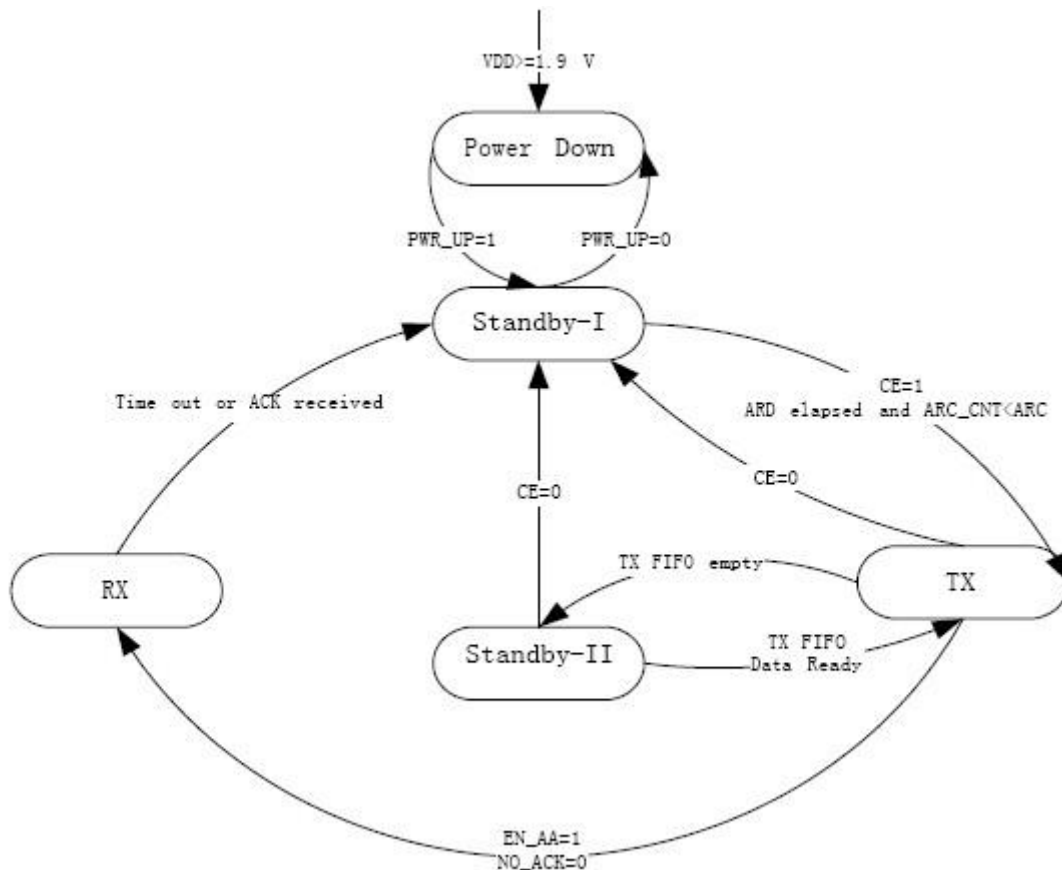 VDD>=1.9 V
Power Down
PWR_UP=1
PWR_UP=0
Standby-I
Time out or ACK received
CE=1
ARD elapsed and ARC_CNT<ARC
CE=0
CE=0
TX FIFO empty
RX
TX
Standby-II
TX FIFO
Data Ready
EN_AA=1
NO_ACK=0